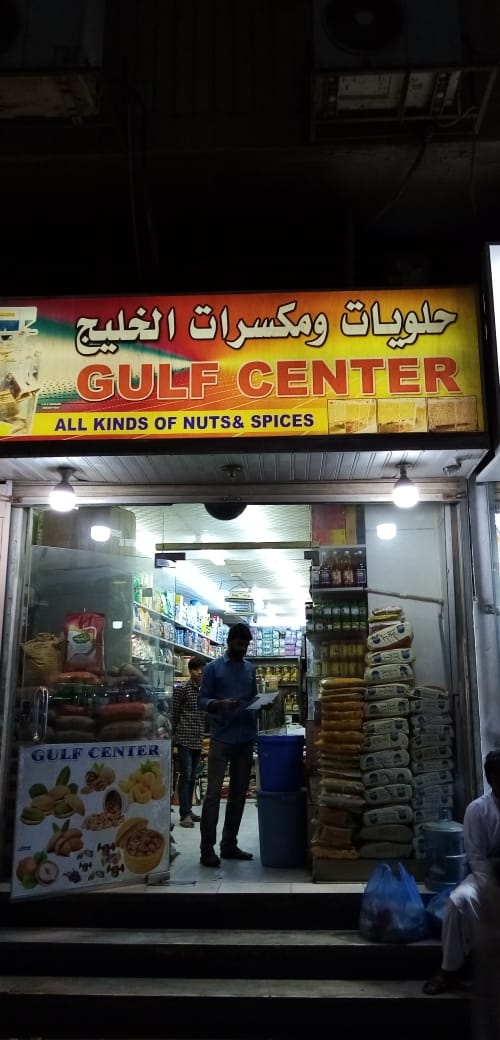 حلويات ومكسرات الخليج
GULF CENTER
ALL KINDS OF NUTS& SPICES
GULF CENTER